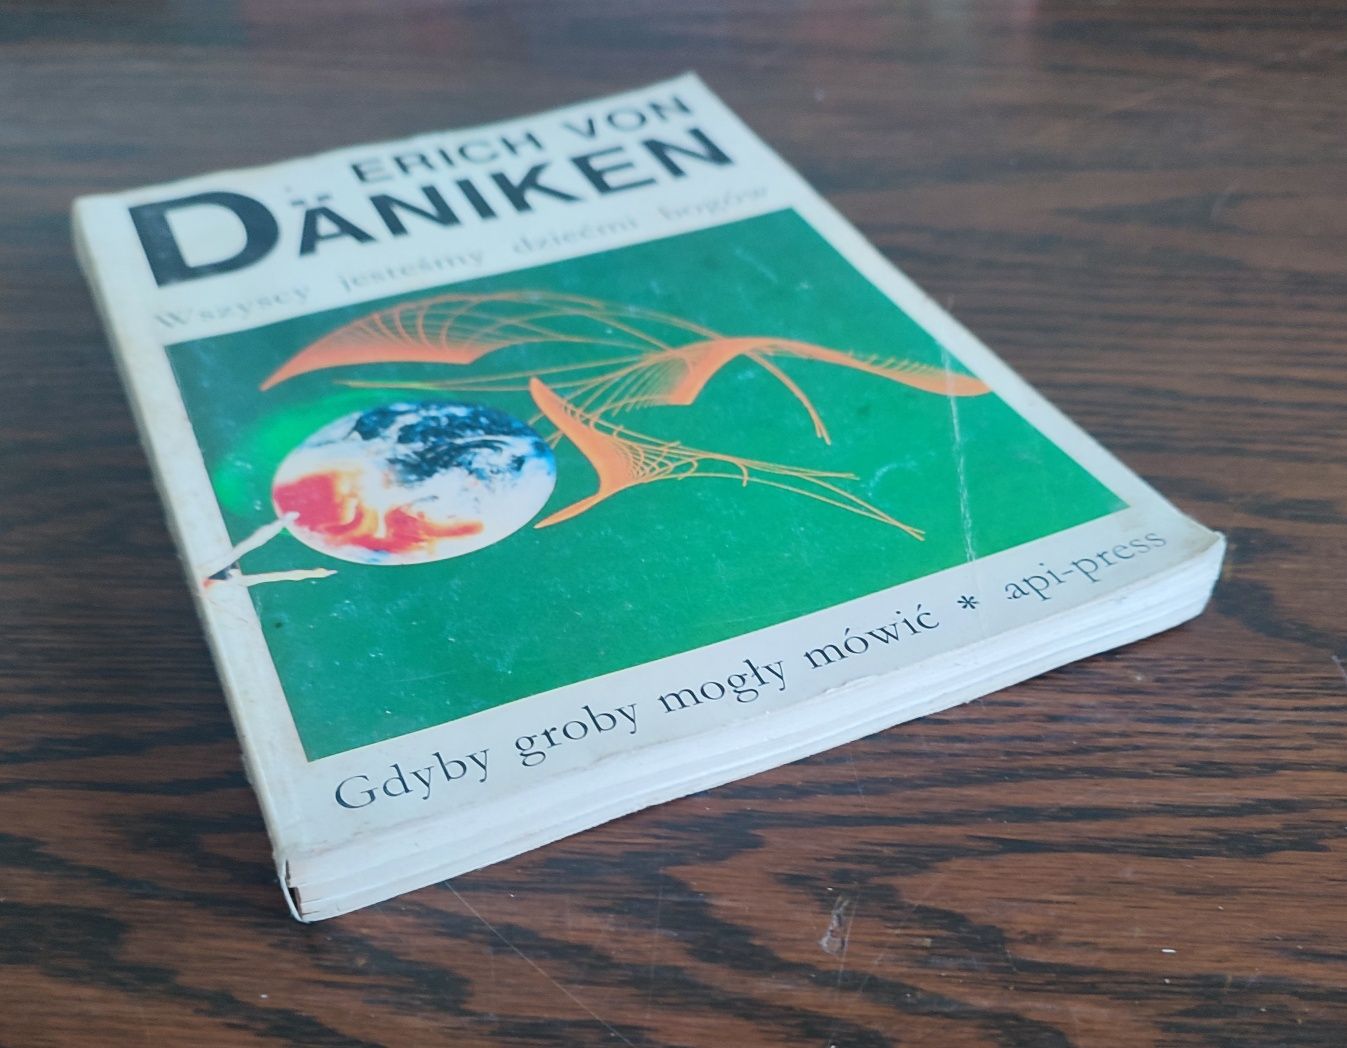 ERICH VON
DÄNIKEN
Wszyscy jesteśmy dziećmi bogów
Gdyby groby mogły mówić * api-press